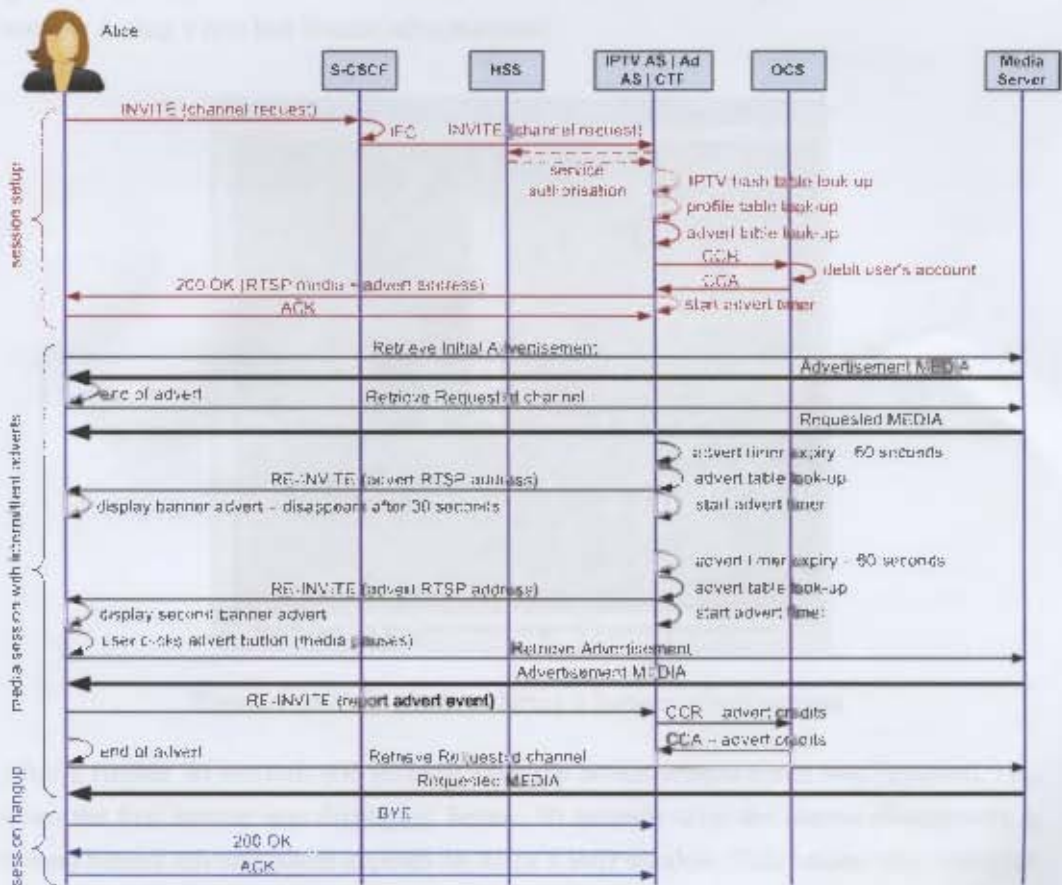 Alice
S-CSCF
HSS
IPTV AS | Ad
AS | CTF
OCS
Media
Server
session setup
INVITE (channel request)
iFC
INVITE (channel request)
service
authorisation
IPTV hash table look-up
profile table look-up
advert table look-up
CCR
debit user's account
CCA
200 OK (RTSP media + advert address)
start advert timer
ACK
media session with intermittent adverts
Retrieve Initial Advertisement
Advertisement MEDIA
end of advert
Retrieve Requested channel
Requested MEDIA
advert timer expiry – 60 seconds
RE-INVITE (advert RTSP address)
advert table look-up
display banner advert – disappears after 30 seconds
start advert timer
advert timer expiry – 60 seconds
RE-INVITE (advert RTSP address)
advert table look-up
display second banner advert
start advert timer
user clicks advert button (media pauses)
Retrieve Advertisement
Advertisement MEDIA
RE-INVITE (report advert event)
CCR – advert credits
CCA – advert credits
end of advert
Retrieve Requested channel
Requested MEDIA
session hangup
BYE
200 OK
ACK